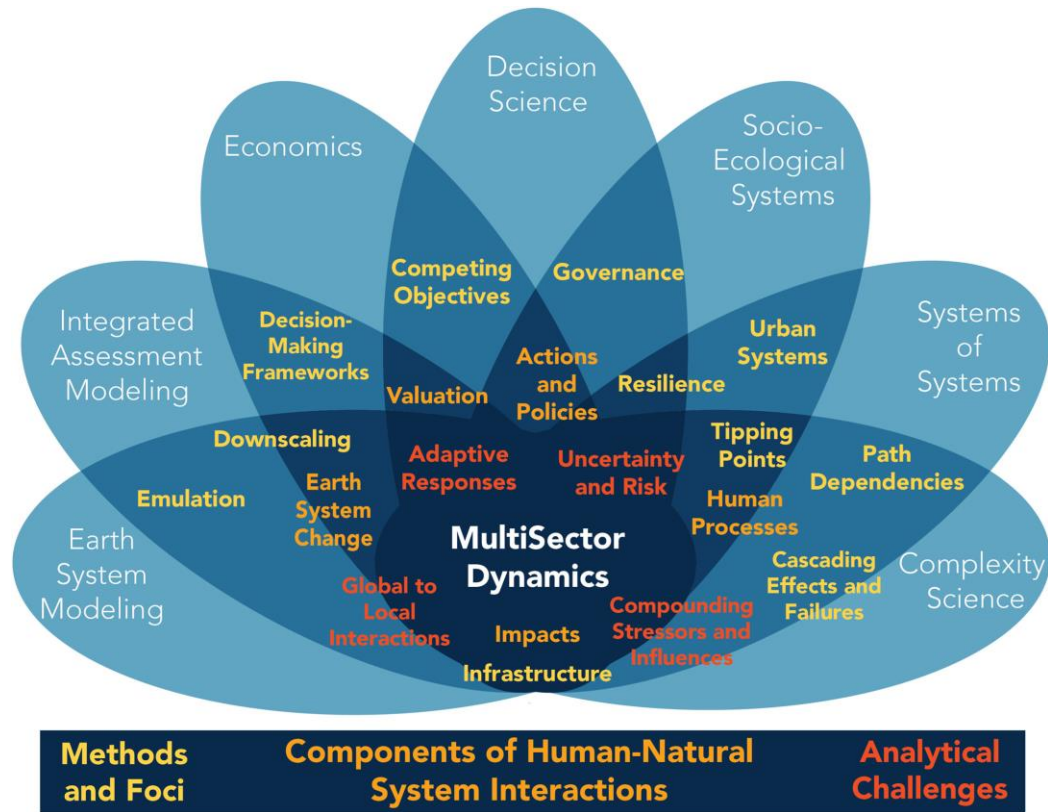 Decision
Science
Economics
Socio-
Ecological
Systems
Integrated
Assessment
Modeling
Systems
of
Systems
Earth
System
Modeling
Complexity
Science
Competing
Objectives
Governance
Decision-
Making
Frameworks
Urban
Systems
Valuation
Actions
and
Policies
Resilience
Downscaling
Adaptive
Responses
Uncertainty
and Risk
Tipping
Points
Path
Dependencies
Emulation
Earth
System
Change
Human
Processes
MultiSector
Dynamics
Cascading
Effects and
Failures
Global to
Local
Interactions
Impacts
Compounding
Stressors and
Influences
Infrastructure
Methods
and Foci
Components of Human-Natural
System Interactions
Analytical
Challenges